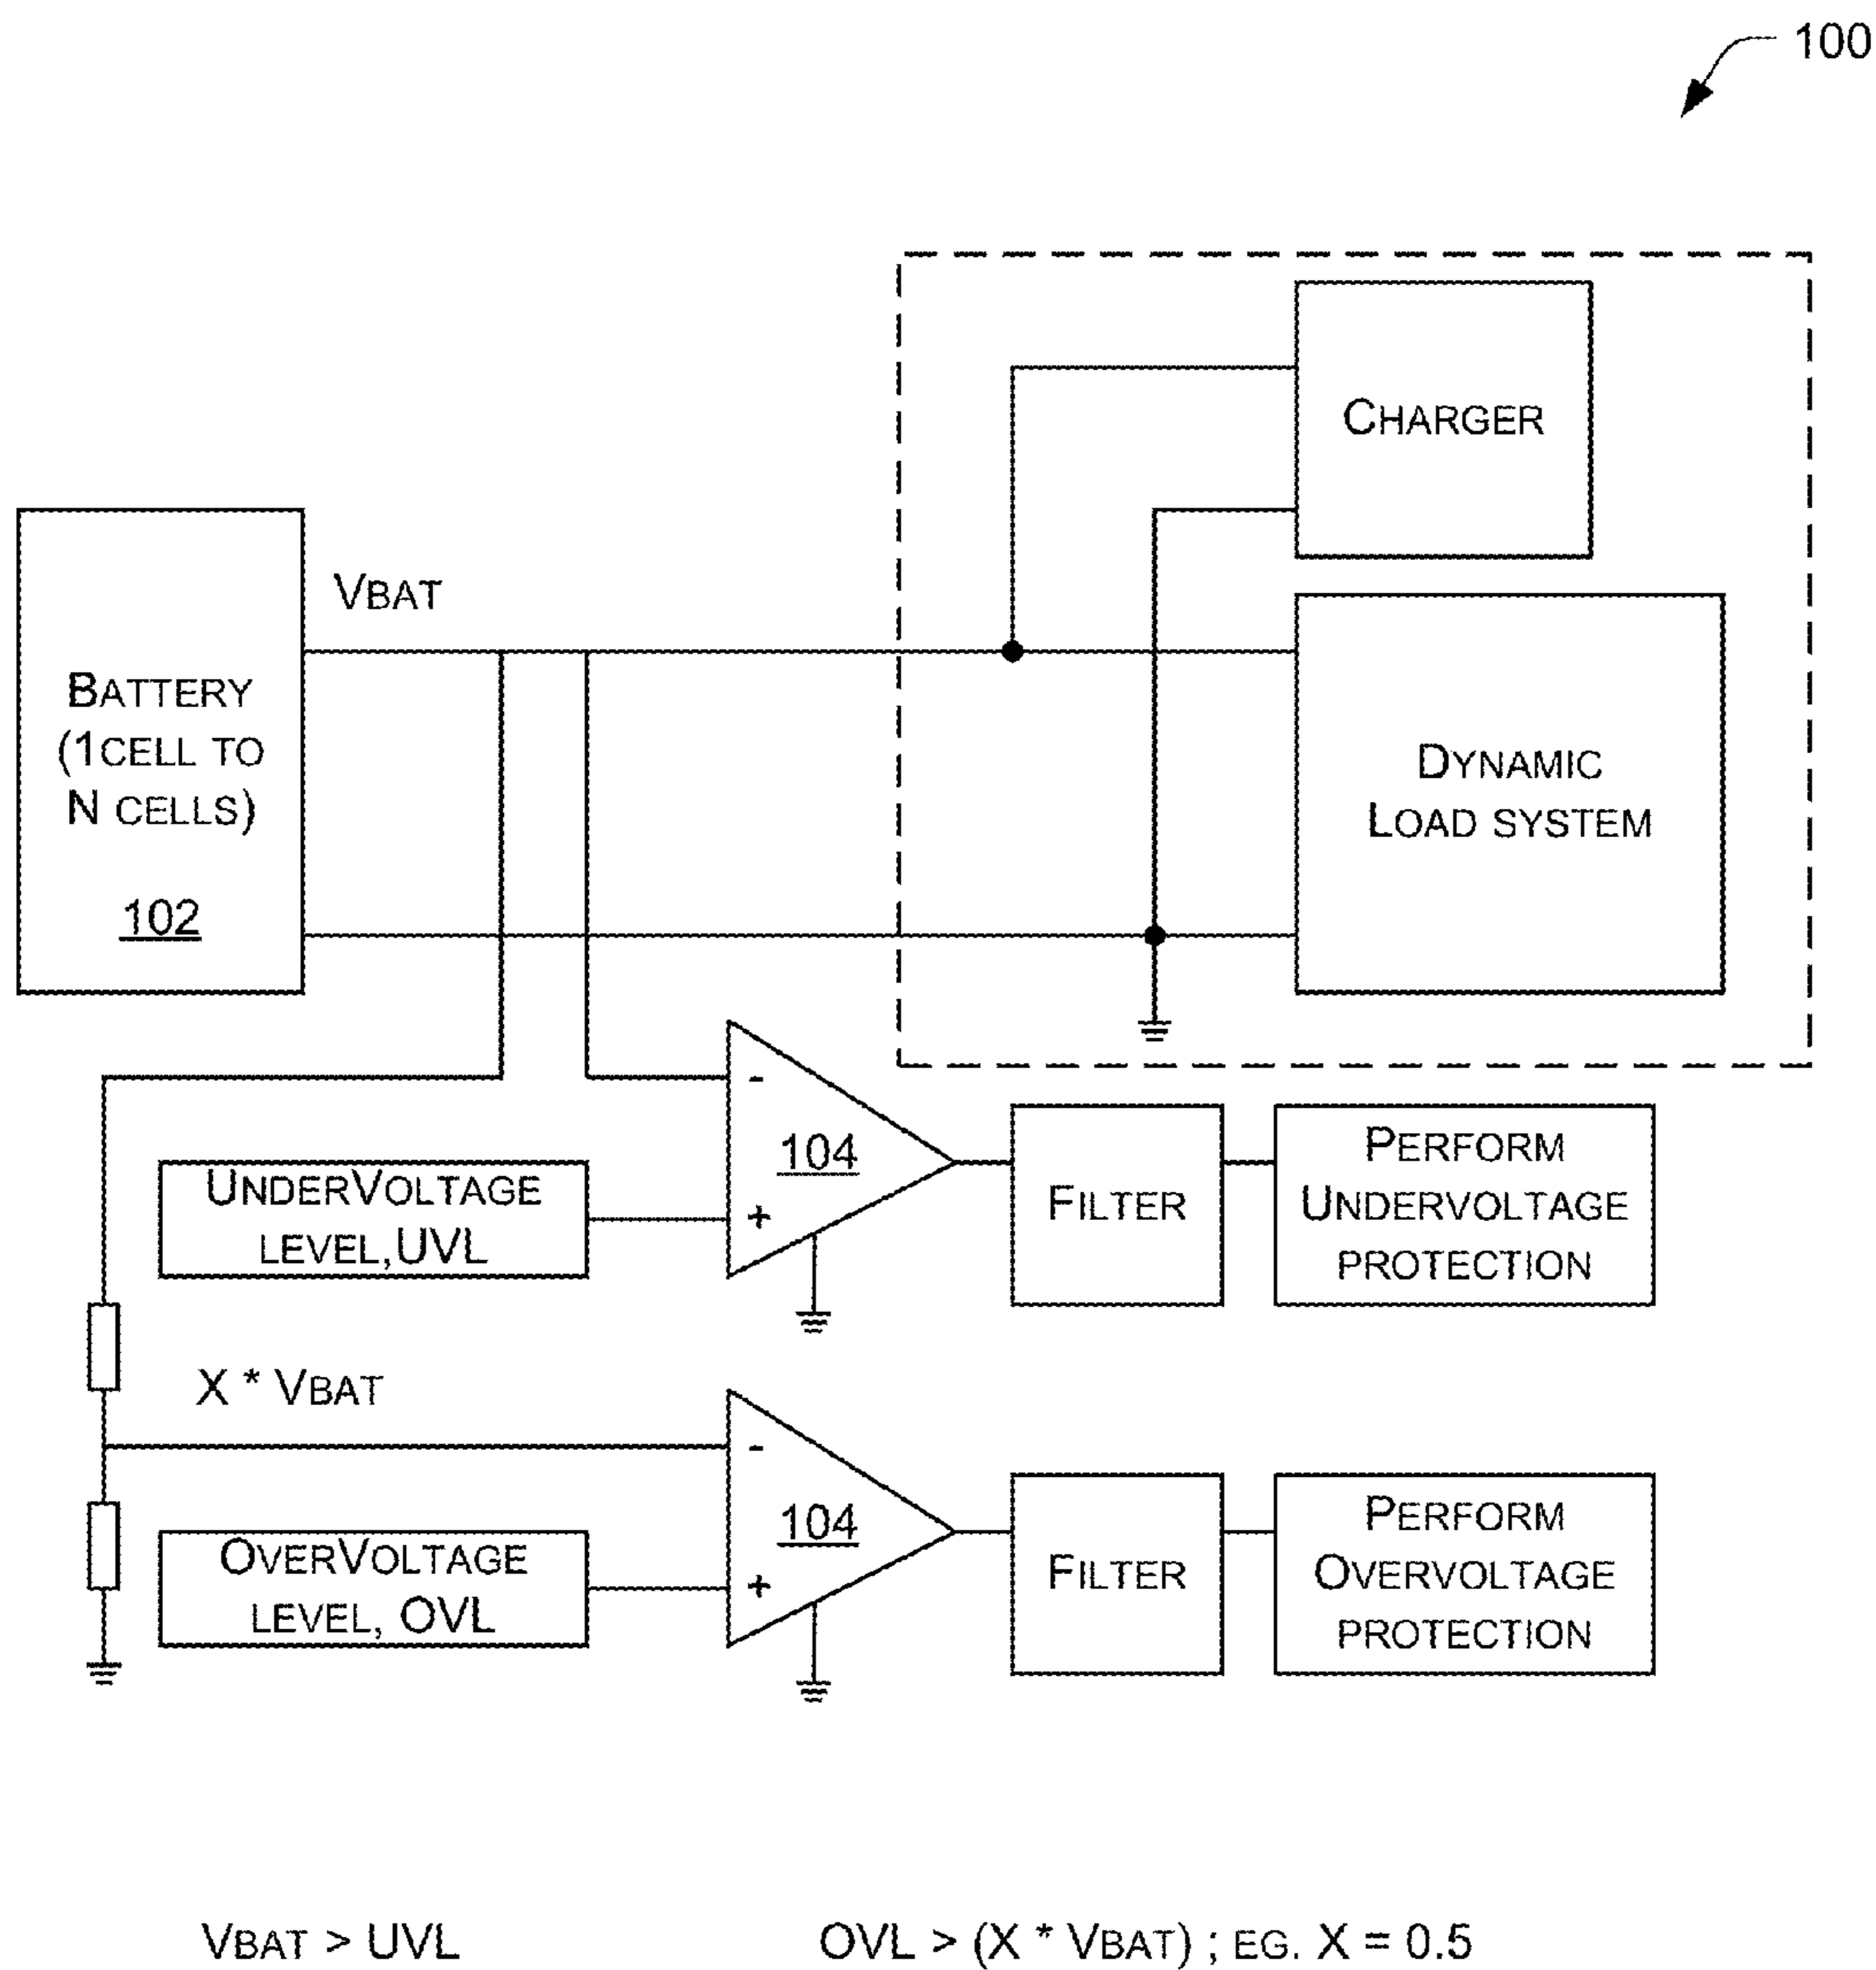 100
CHARGER
VBAT
BATTERY
(1CELL TO
N CELLS)
102
DYNAMIC
LOAD SYSTEM
-
104
+
UNDERVOLTAGE
LEVEL,UVL
FILTER
PERFORM
UNDERVOLTAGE
PROTECTION
X * VBAT
-
104
+
OVERVOLTAGE
LEVEL, OVL
FILTER
PERFORM
OVERVOLTAGE
PROTECTION
VBAT > UVL
OVL > (X * VBAT) ; EG. X = 0.5